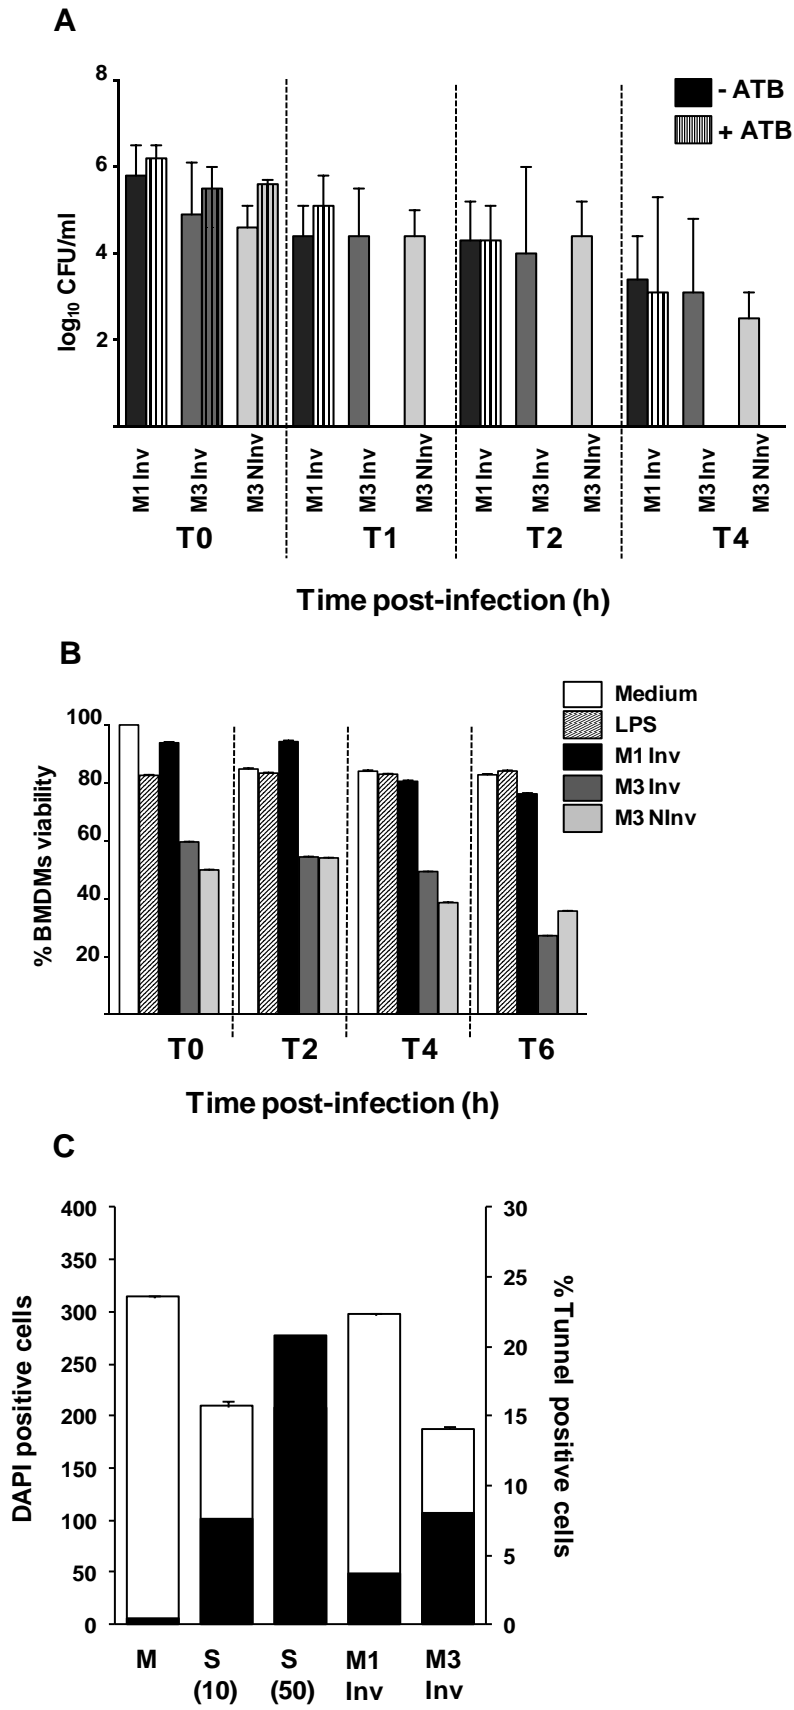 A
8
6
4
2
log10 CFU/ml
- ATB
+ ATB
M1 Inv
M3 Inv
M3 NInv
M1 Inv
M3 Inv
M3 NInv
M1 Inv
M3 Inv
M3 NInv
M1 Inv
M3 Inv
M3 NInv
T0
T1
T2
T4
Time post-infection (h)
B
100
80
60
40
20
% BMDMs viability
Medium
LPS
M1 Inv
M3 Inv
M3 NInv
T0
T2
T4
T6
Time post-infection (h)
C
400
350
300
250
200
150
100
50
0
DAPI positive cells
30
25
20
15
10
5
0
% Tunnel positive cells
M
S
(10)
S
(50)
M1
Inv
M3
Inv